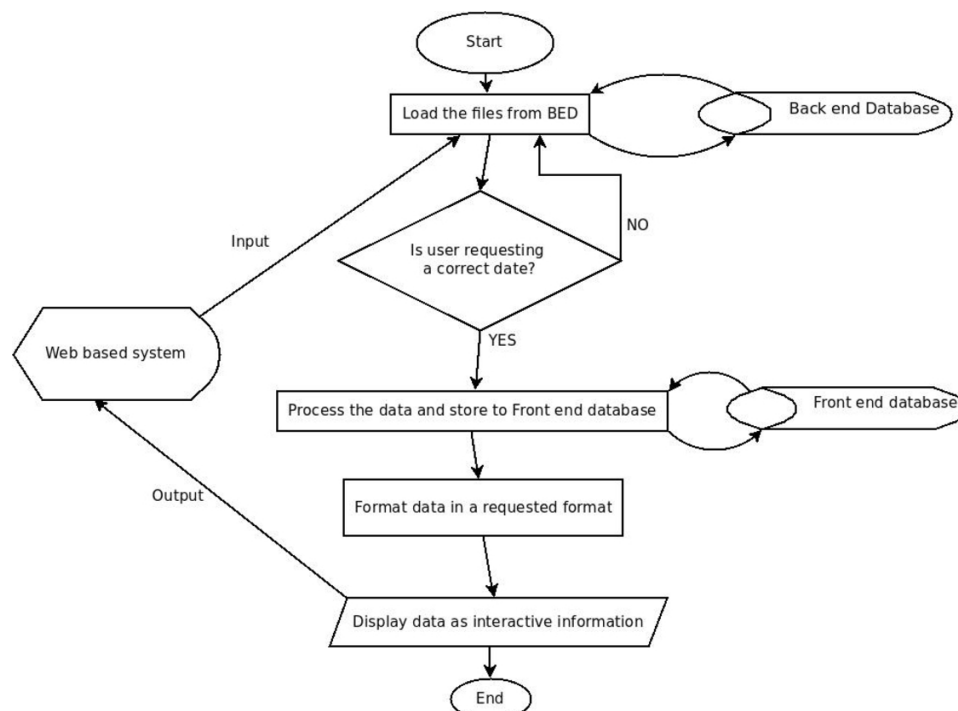 Start
Load the files from BED
Back end Database
NO
Input
Is user requesting
a correct date?
YES
Web based system
Process the data and store to Front end database
Front end database
Output
Format data in a requested format
Display data as interactive information
End